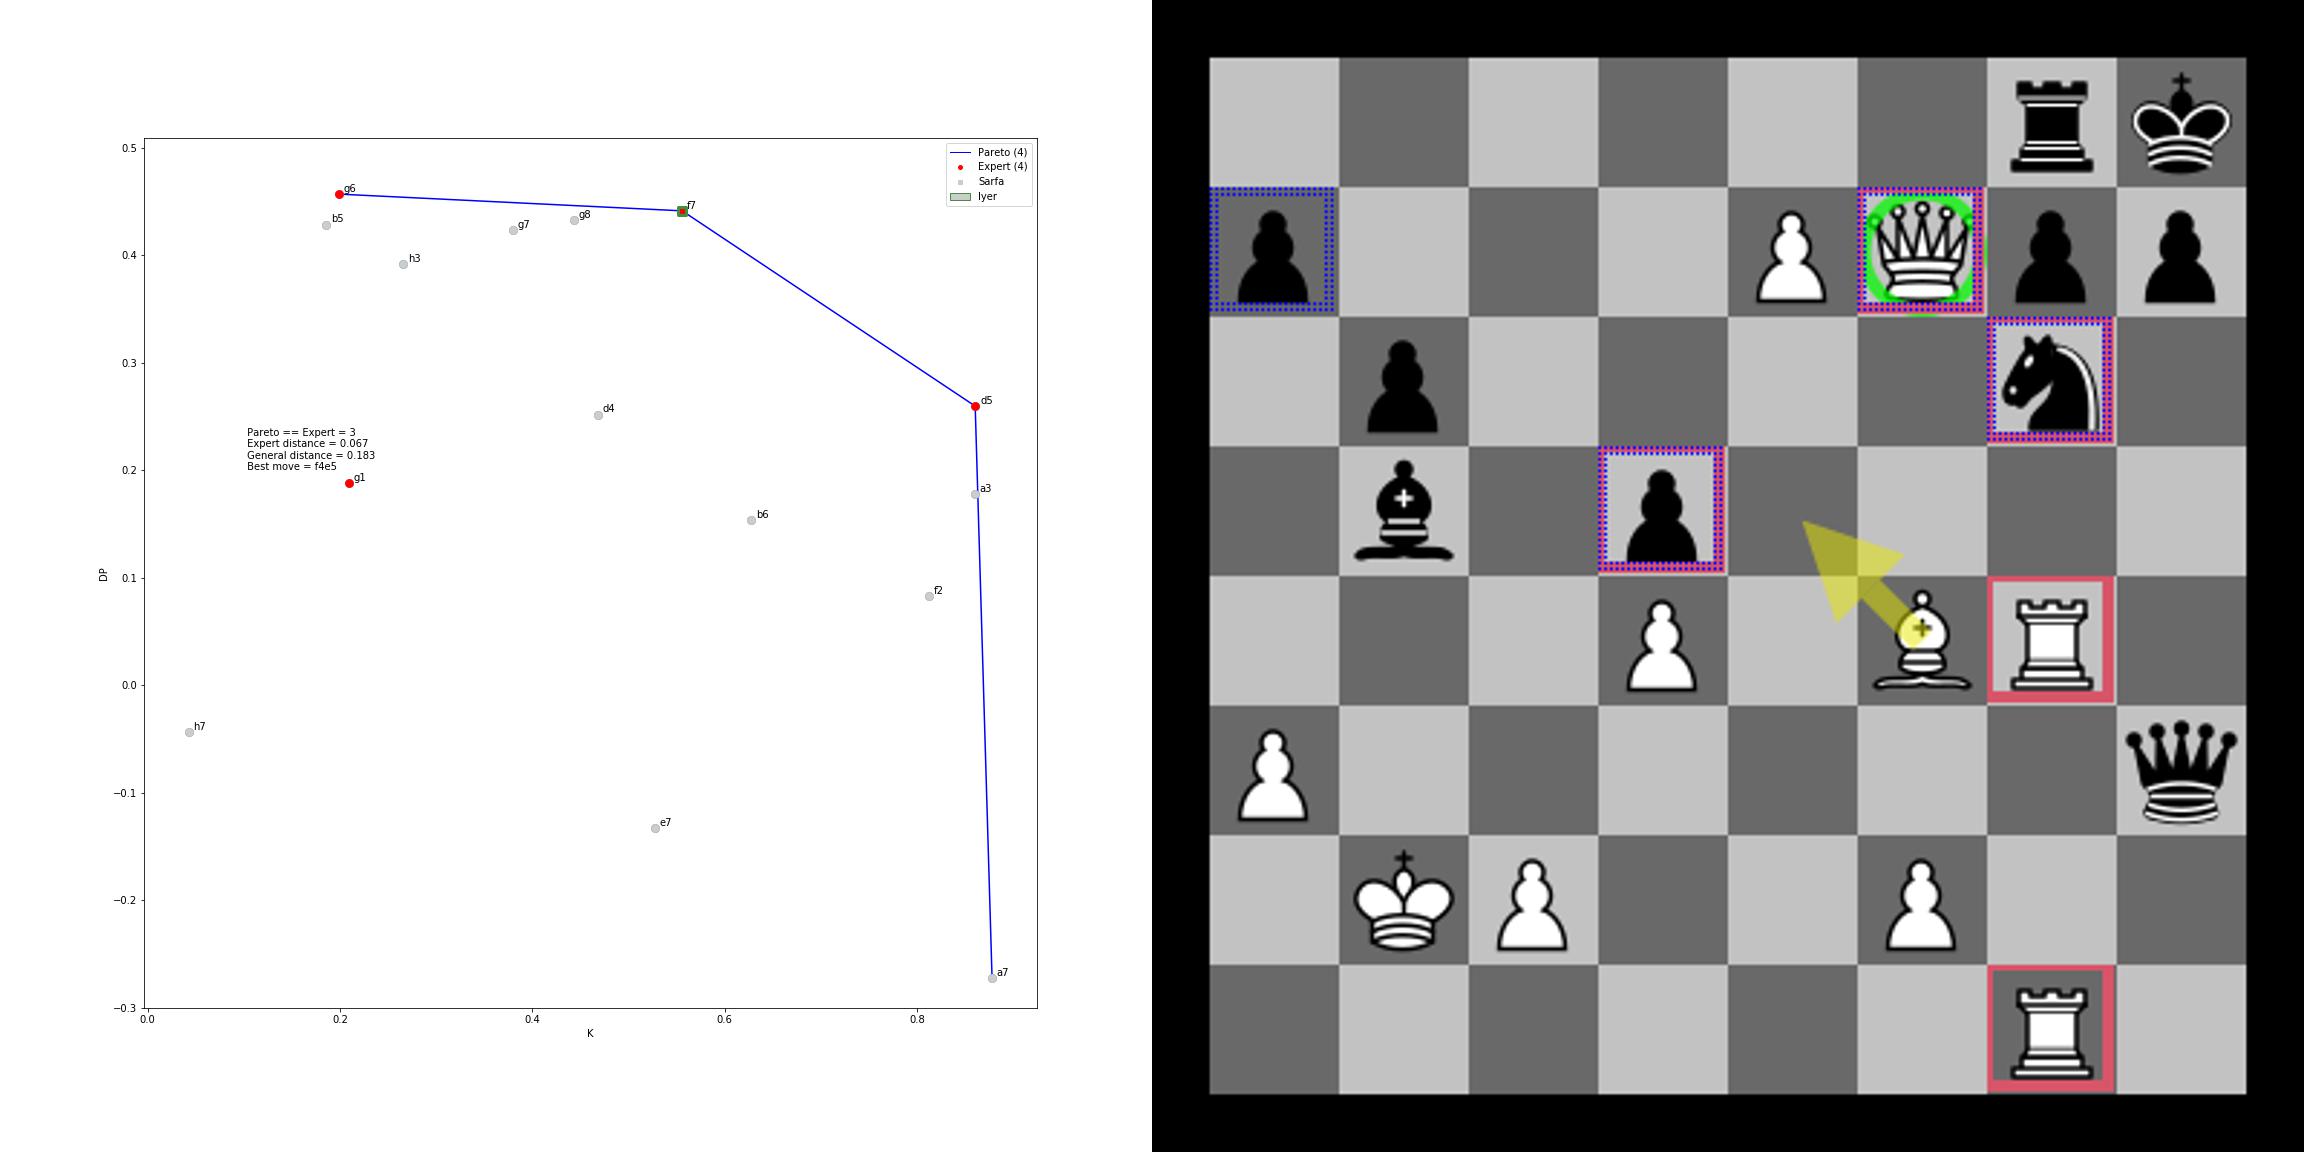 0.5
0.4
0.3
0.2
0.1
0.0
−0.1
−0.2
−0.3
DP
0.0
0.2
0.4
0.6
0.8
K
Pareto (4)
Expert (4)
Sarfa
Iyer
g6
b5
h3
g7
g8
f7
d4
d5
Pareto == Expert = 3
Expert distance = 0.067
General distance = 0.183
Best move = f4e5
g1
a3
b6
f2
h7
e7
a7